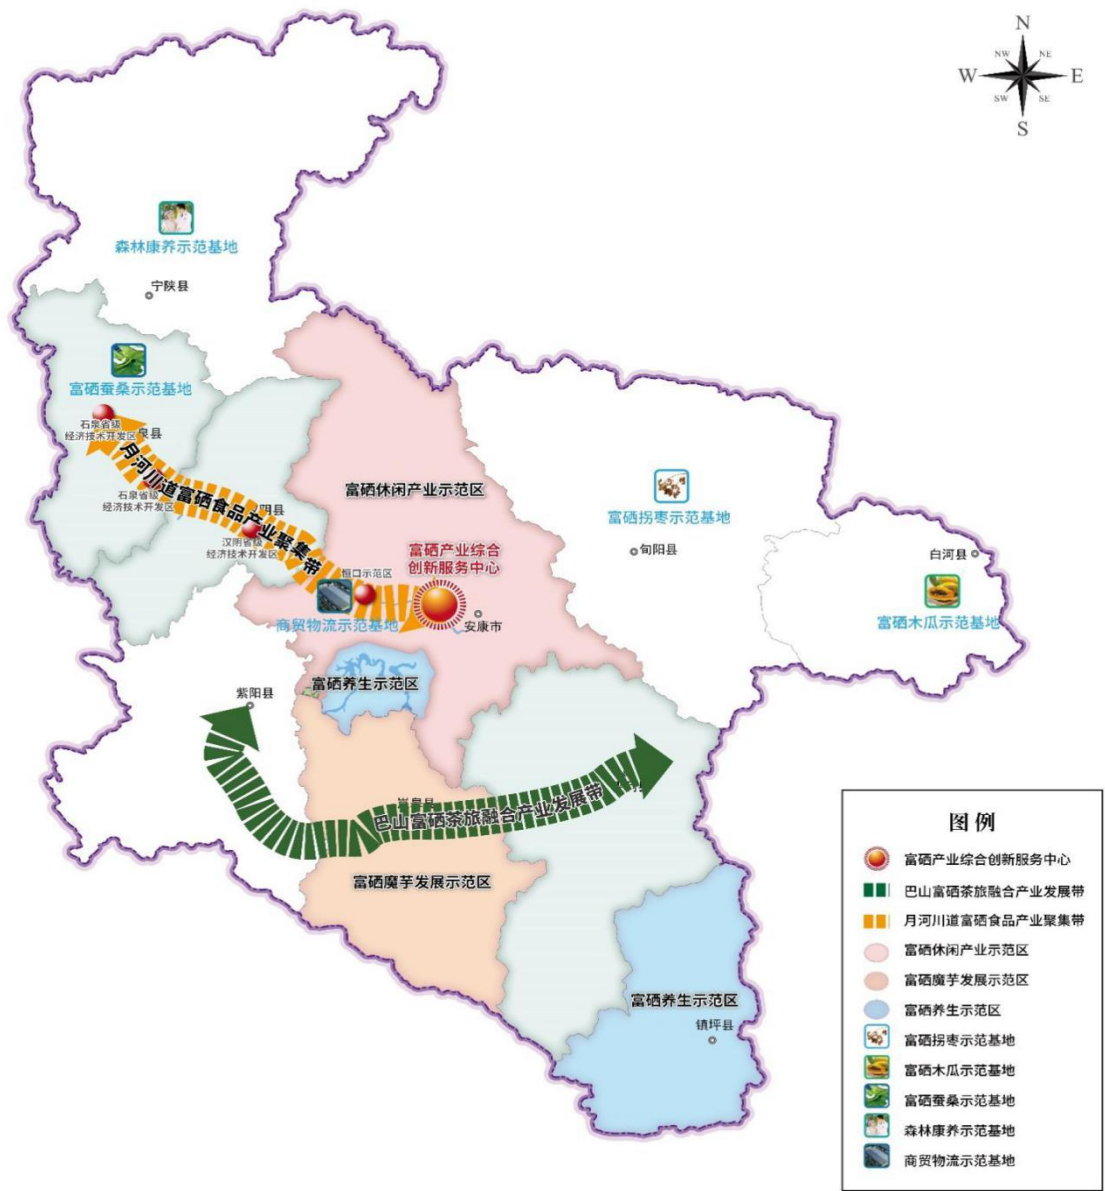 N
NW
NE
W
E
SW
SE
S
森林康养示范基地
宁陕县
富硒蚕桑示范基地
石泉省级
经济技术开发区
泉县
月河川道富硒食品产业聚集带
石泉省级
经济技术开发区
阴县
汉阴省级
经济技术开发区
富硒休闲产业示范区
富硒拐枣示范基地
旬阳县
白河县
富硒木瓜示范基地
富硒产业综合
创新服务中心
恒口示范区
商贸物流示范基地
安康市
富硒养生示范区
紫阳县
巴山富硒茶旅融合产业发展带
富硒魔芋发展示范区
富硒养生示范区
镇坪县
图例
富硒产业综合创新服务中心
巴山富硒茶旅融合产业发展带
月河川道富硒食品产业聚集带
富硒休闲产业示范区
富硒魔芋发展示范区
富硒养生示范区
富硒拐枣示范基地
富硒木瓜示范基地
富硒蚕桑示范基地
森林康养示范基地
商贸物流示范基地